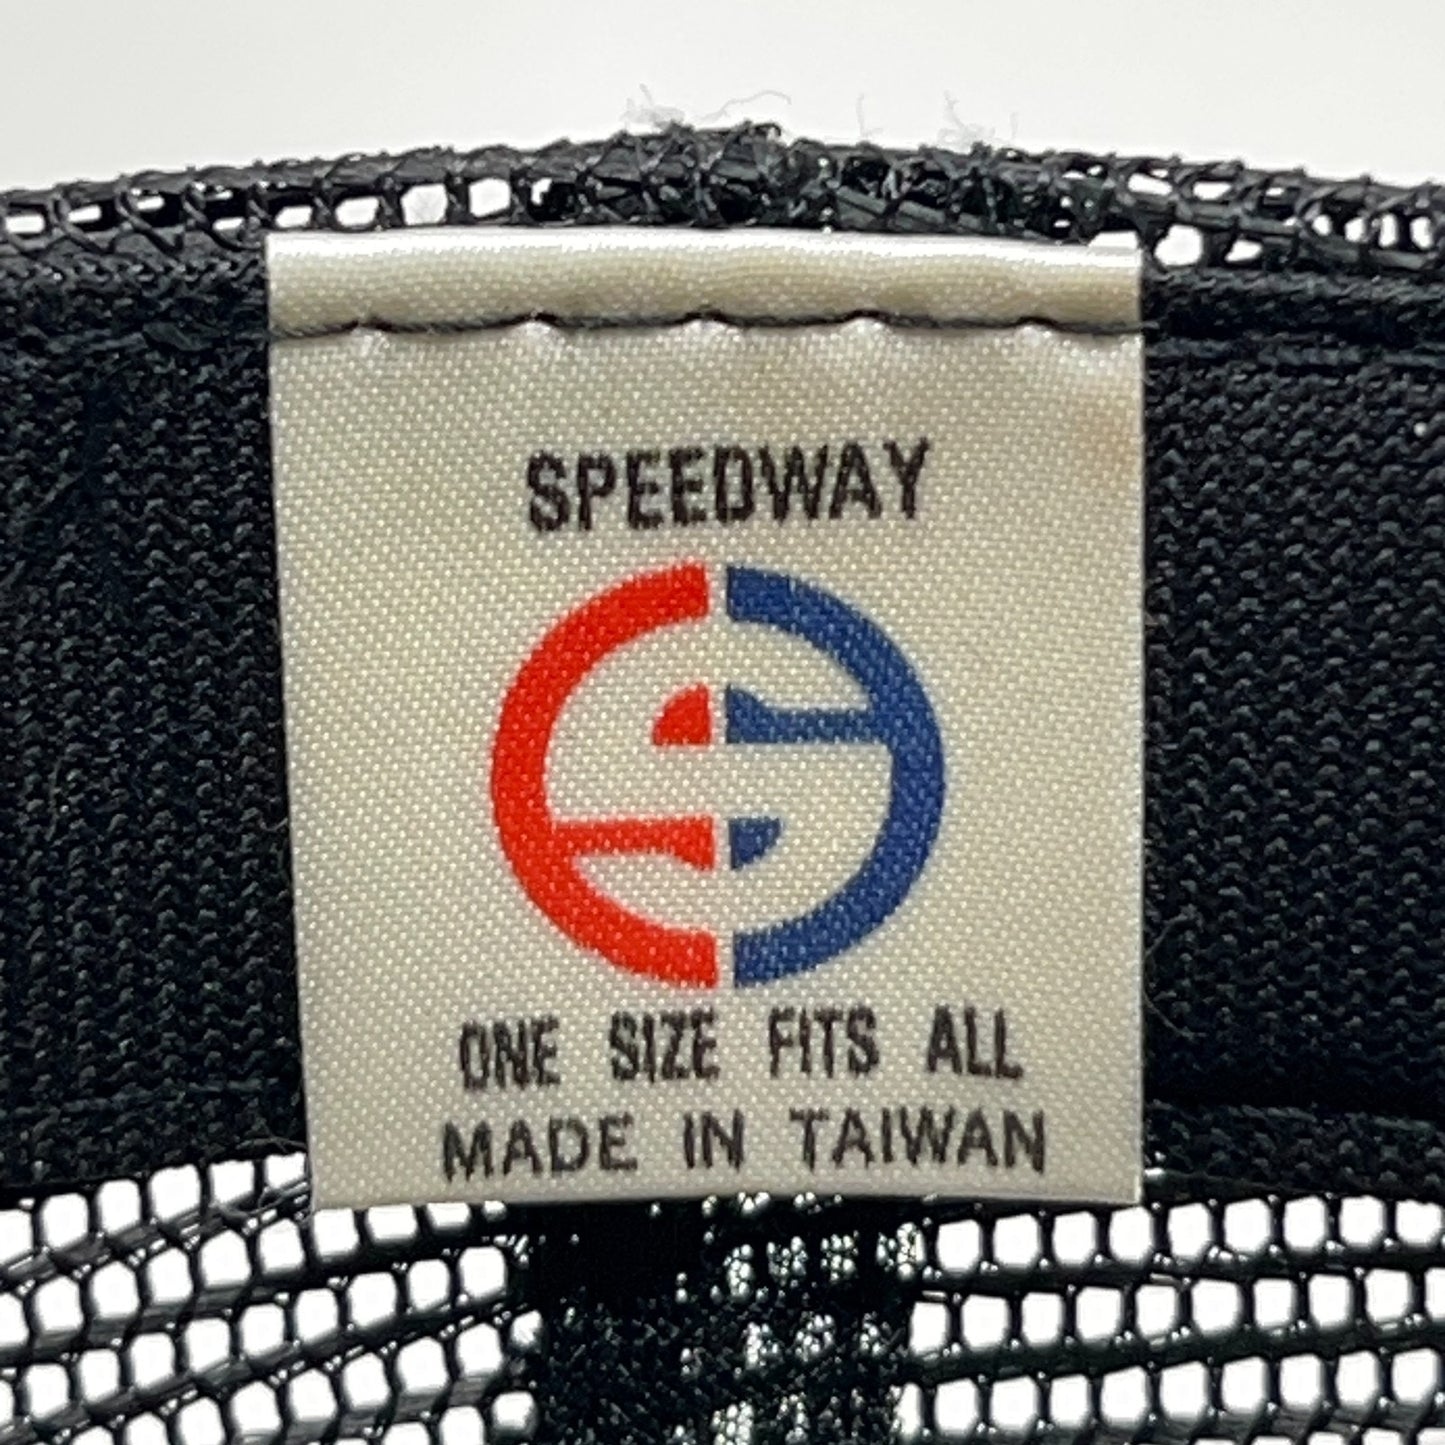 SPEEDWAY
ONE SIZE FITS ALL
MADE IN TAIWAN